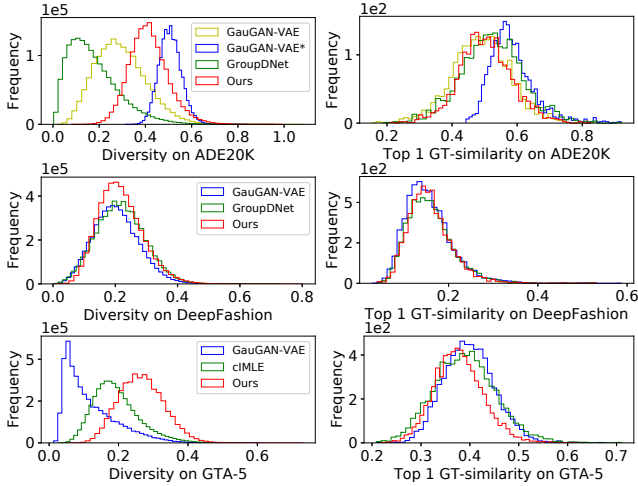 1e5
Frequency
1
0
0.0 0.2 0.4 0.6 0.8 1.0
Diversity on ADE20K
GauGAN-VAE
GauGAN-VAE*
GroupDNet
Ours
1e2
Frequency
1
0
0.2 0.4 0.6 0.8
Top 1 GT-similarity on ADE20K
1e5
Frequency
4
2
0
0.0 0.2 0.4 0.6 0.8
Diversity on DeepFashion
GauGAN-VAE
GroupDNet
Ours
1e2
Frequency
5
2
0
0.2 0.4 0.6
Top 1 GT-similarity on DeepFashion
1e5
Frequency
5
2
0
0.0 0.2 0.4 0.6
Diversity on GTA-5
GauGAN-VAE
cIMLE
Ours
4e2
Frequency
4
2
0
0.2 0.3 0.4 0.5 0.6 0.7
Top 1 GT-similarity on GTA-5